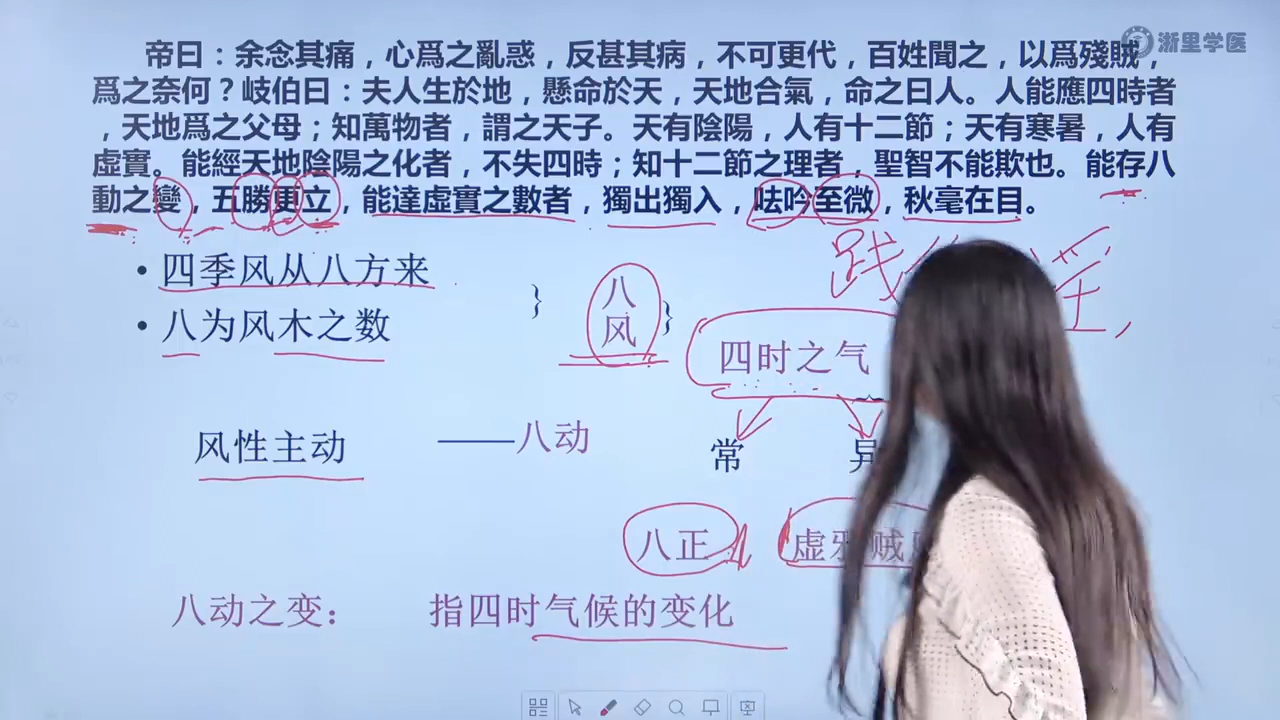 浙里学医
帝曰：余念其痛，心爲之亂惑，反甚其病，不可更代，百姓聞之，以爲殘賊，
爲之奈何？岐伯曰：夫人生於地，懸命於天，天地合氣，命之曰人。人能應四時者
，天地爲之父母；知萬物者，謂之天子。天有陰陽，人有十二節；天有寒暑，人有
虛實。能經天地陰陽之化者，不失四時；知十二節之理者，聖智不能欺也。能存八
動之變，五勝更立，能達虛實之數者，獨出獨入，呿吟至微，秋毫在目。
• 四季风从八方来
• 八为风木之数
} 八风 }
四时之气
风性主动 ——八动
常
八正 虚邪贼
八动之变： 指四时气候的变化